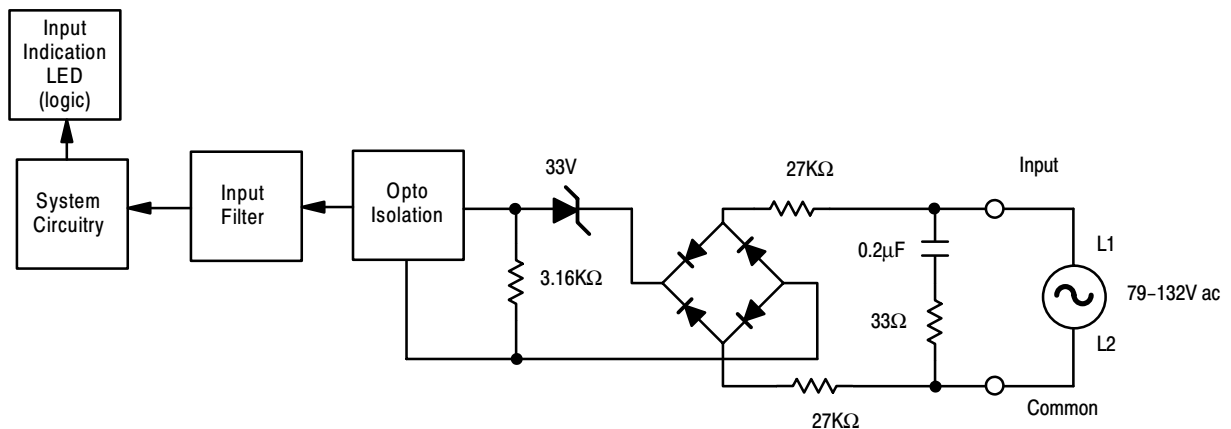 Input
Indication
LED
(logic)
System
Circuitry
Input
Filter
Opto
Isolation
33V
3.16KΩ
27KΩ
27KΩ
Input
0.2μF
33Ω
L1
79–132V ac
L2
Common